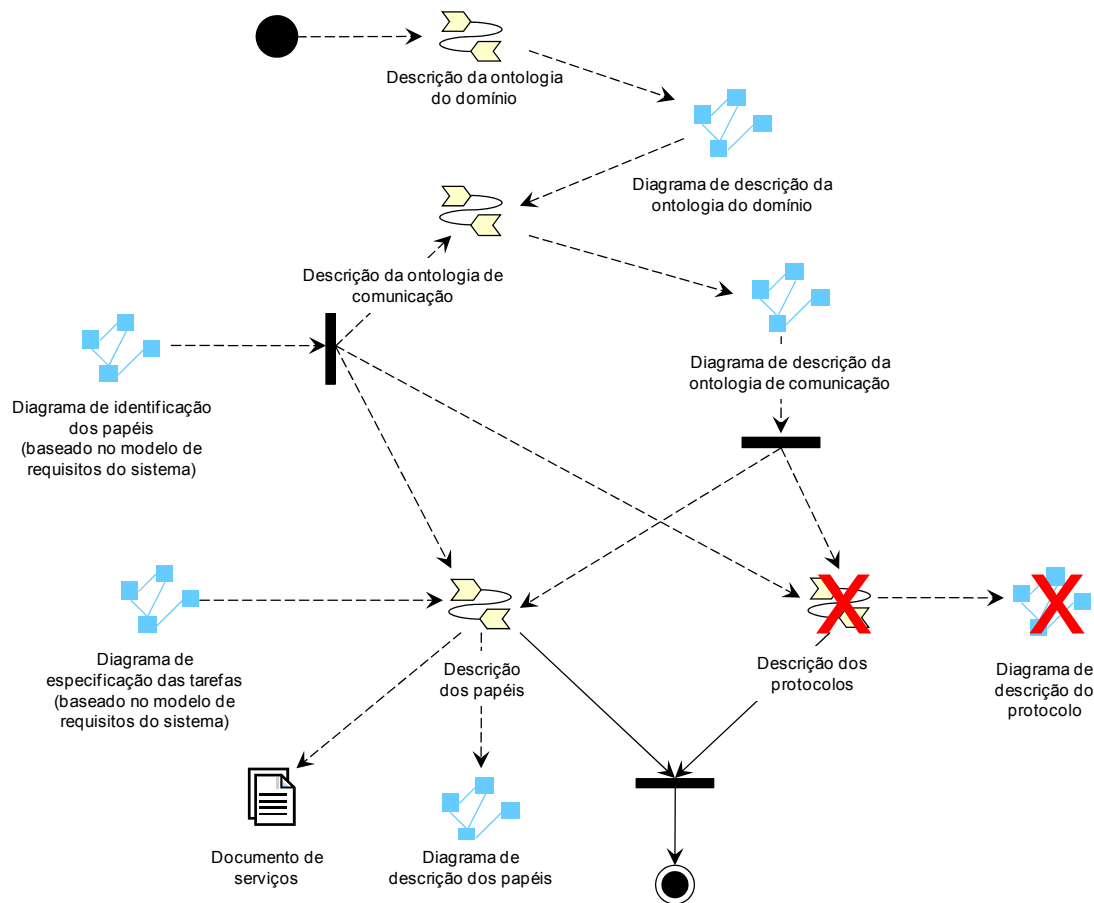 Descrição da ontologia
do domínio
Diagrama de descrição da
ontologia do domínio
Descrição da ontologia de
comunicação
Diagrama de descrição da
ontologia de comunicação
Diagrama de identificação
dos papéis
(baseado no modelo de
requisitos do sistema)
Diagrama de
especificação das tarefas
(baseado no modelo de
requisitos do sistema)
Descrição
dos papéis
Descrição dos
protocolos
Diagrama de
descrição do
protocolo
Documento de
serviços
Diagrama de
descrição dos papéis